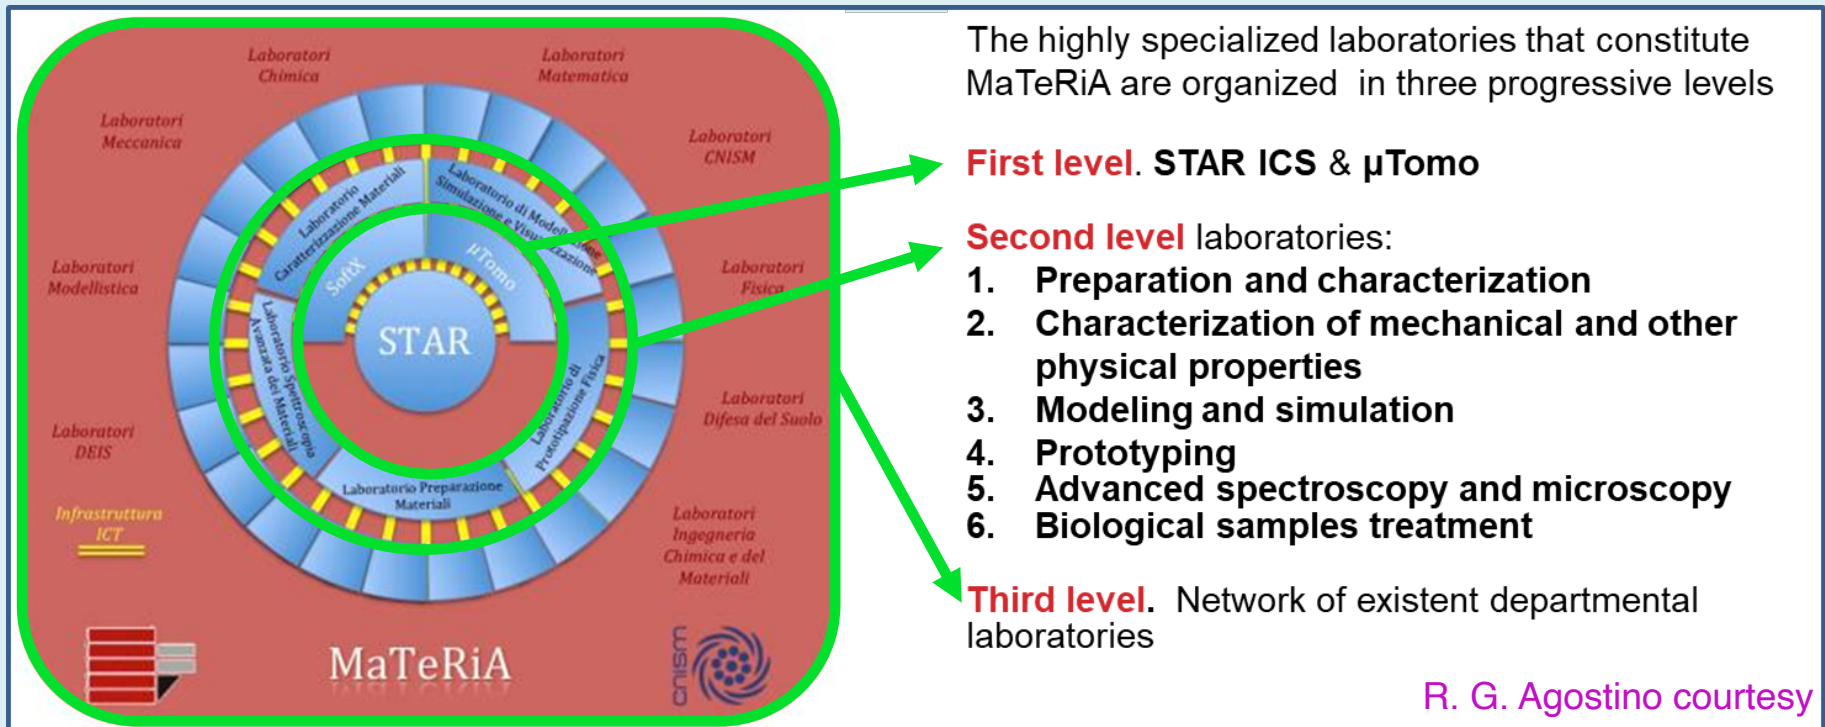 Laboratori
Chimica
Laboratori
Matematica
Laboratori
Meccanica
Laboratori
CNISM
Laboratori
Modellistica
Laboratori
Fisica
Laboratori
DEIS
Laboratori
Difesa del Suolo
Infrastruttura
ICT
Laboratori
Ingegneria
Chimica e del
Materiali
Laboratorio
Caratterizzazione Materiali
Laboratorio di Modellazione
Simulazione e Visualizzazione
SoftX
µTomo
STAR
Laboratorio Spettroscopia
Avanzata dei Materiali
Laboratorio di
Prototipazione Fisica
Laboratorio Preparazione
Materiali
MaTeRiA
cnism
The highly specialized laboratories that constitute
MaTeRiA are organized in three progressive levels
First level. STAR ICS & µTomo
Second level laboratories:
1. Preparation and characterization
2. Characterization of mechanical and other
physical properties
3. Modeling and simulation
4. Prototyping
5. Advanced spectroscopy and microscopy
6. Biological samples treatment
Third level. Network of existent departmental
laboratories
R. G. Agostino courtesy